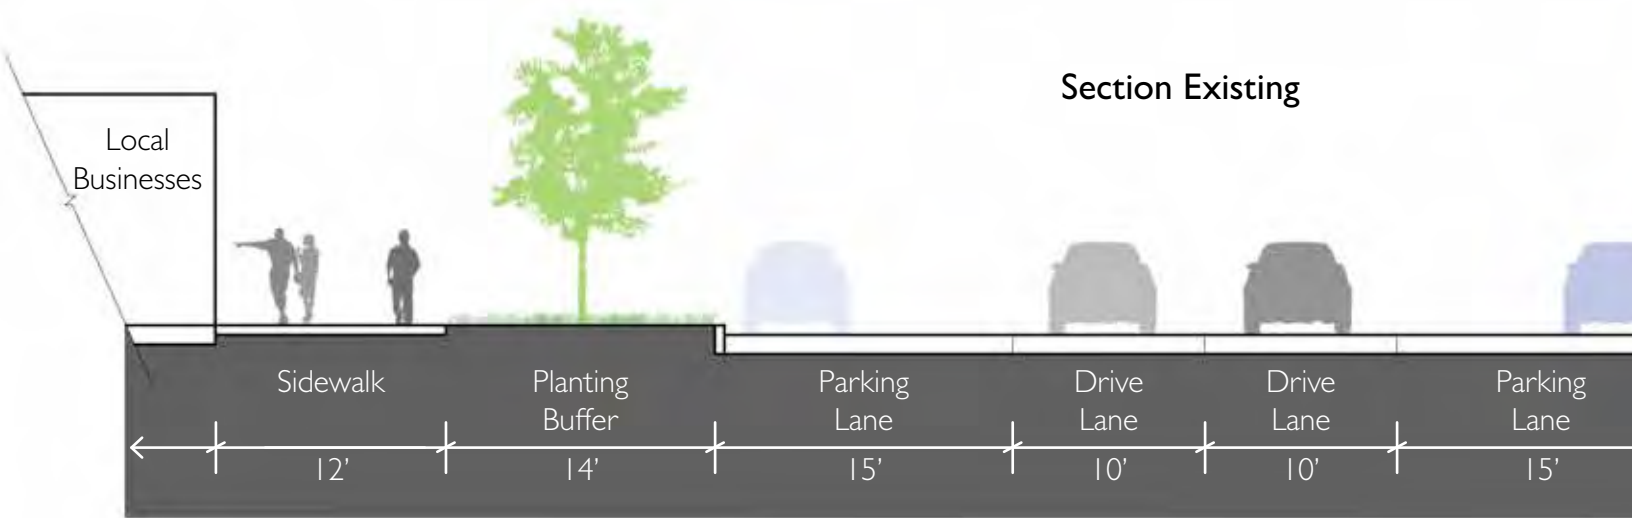 Section Existing
Local
Businesses
Sidewalk
Planting
Buffer
Parking
Lane
Drive
Lane
Drive
Lane
Parking
Lane
12’
14’
15’
10’
10’
15’